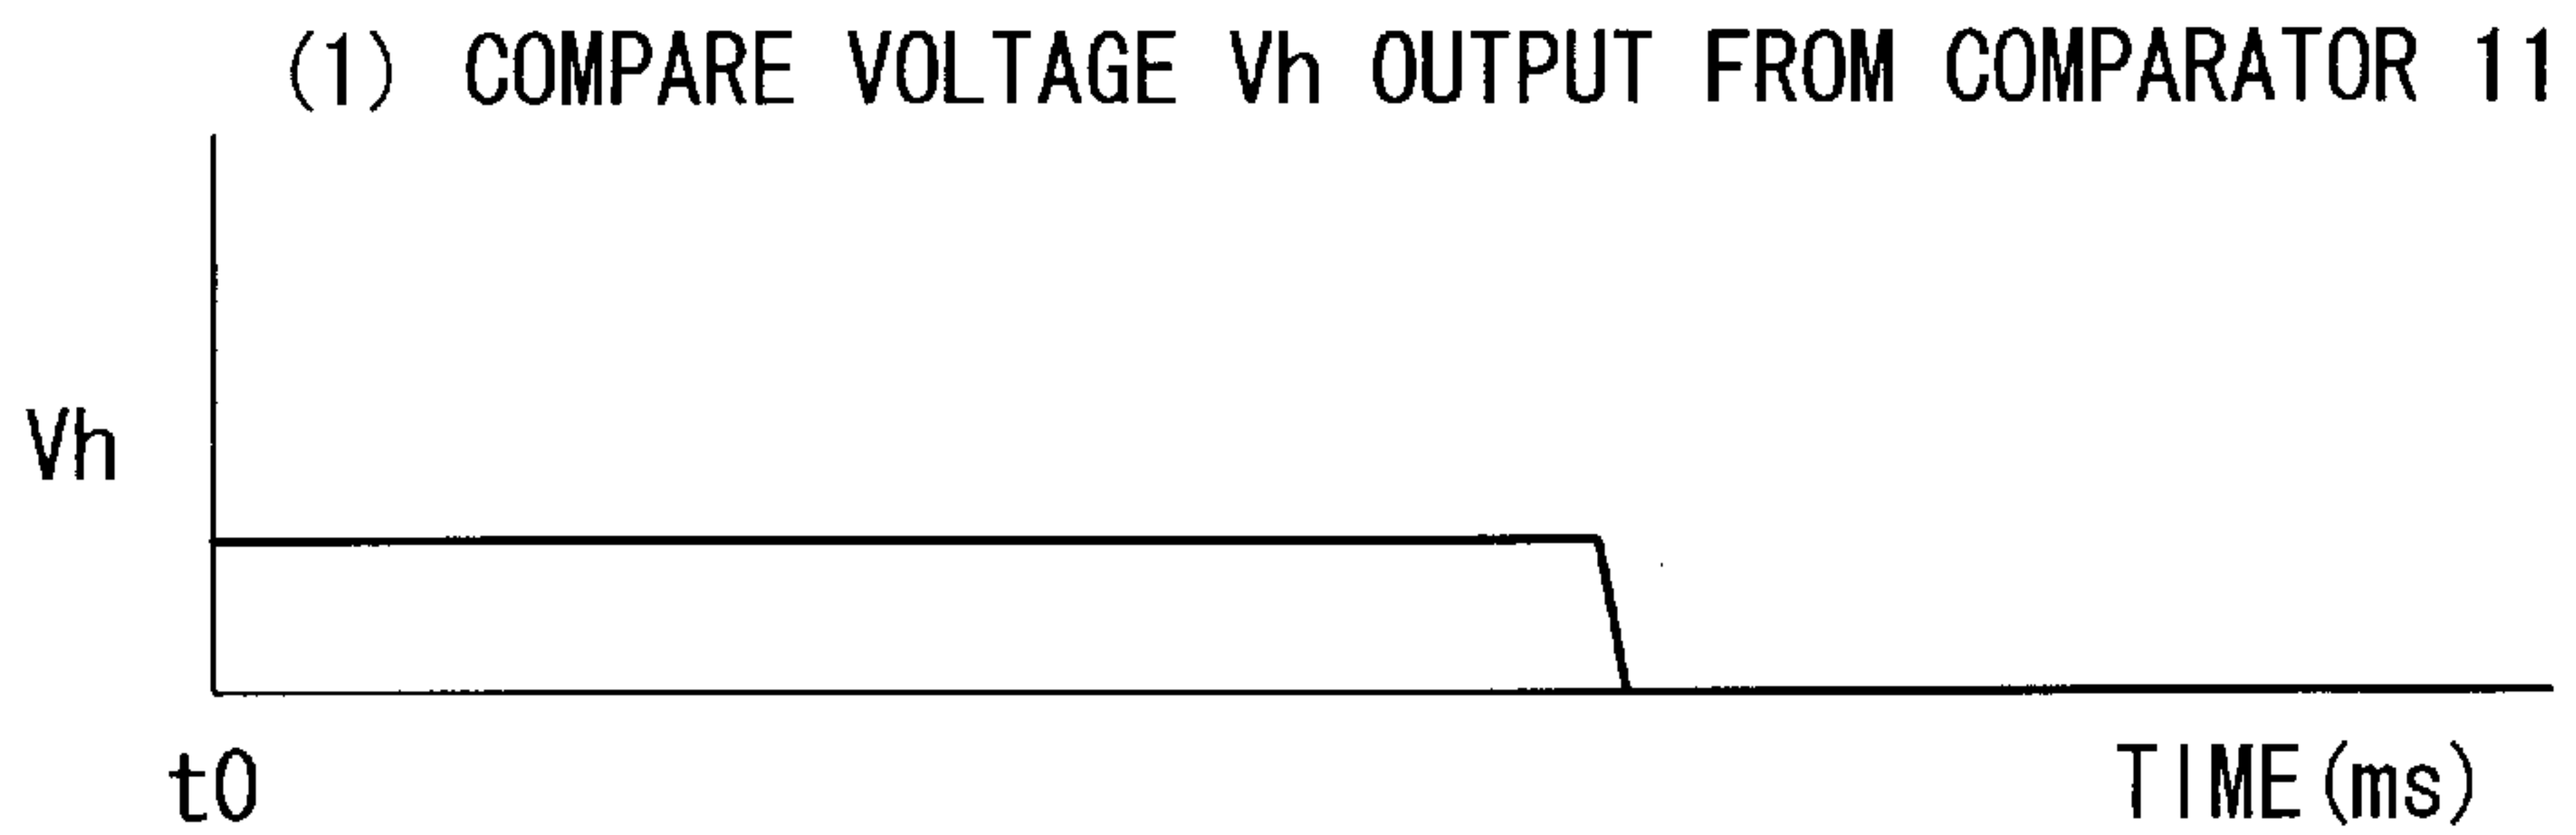 (1) COMPARE VOLTAGE Vh OUTPUT FROM COMPARATOR 11
Vh
t0
TIME(ms)